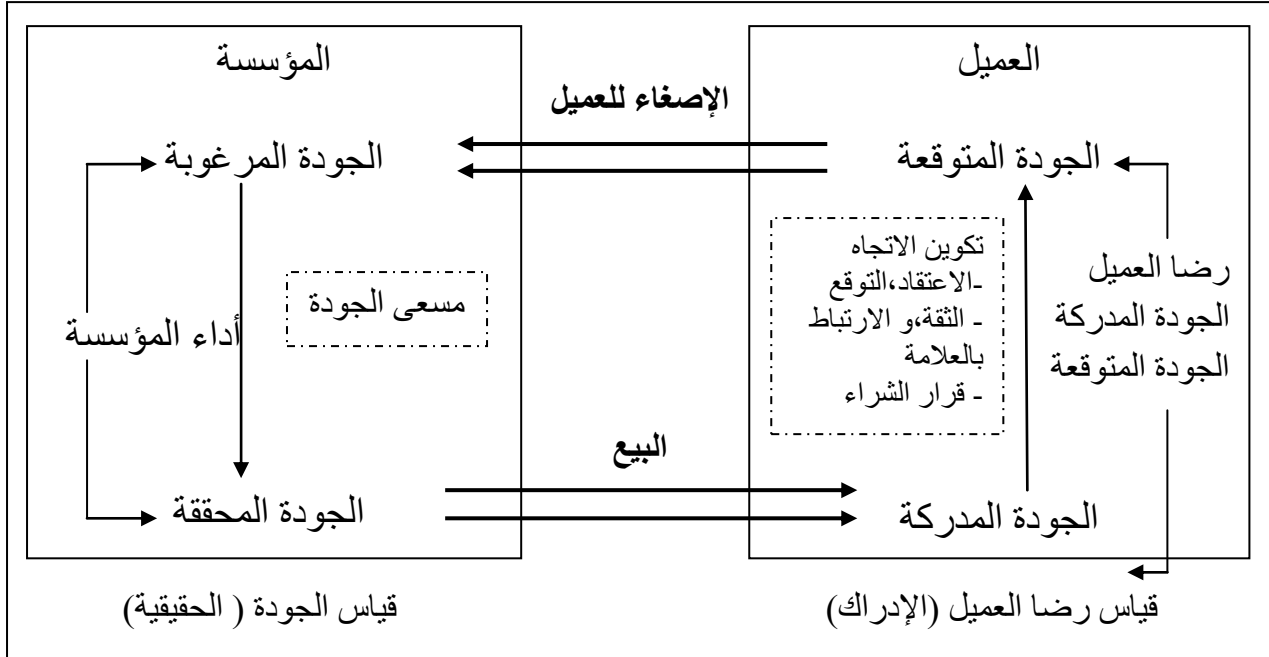 العميل
المؤسسة
الإصغاء للعميل
الجودة المتوقعة
الجودة المرغوبة
تكوين الاتجاه
-الاعتقاد،التوقع
- الثقة،و الارتباط
بالعلامة
- قرار الشراء
رضا العميل
الجودة المدركة
الجودة المتوقعة
مسعى الجودة
أداء المؤسسة
البيع
الجودة المدركة
الجودة المحققة
قياس رضا العميل (الإدراك)
قياس الجودة ( الحقيقية)